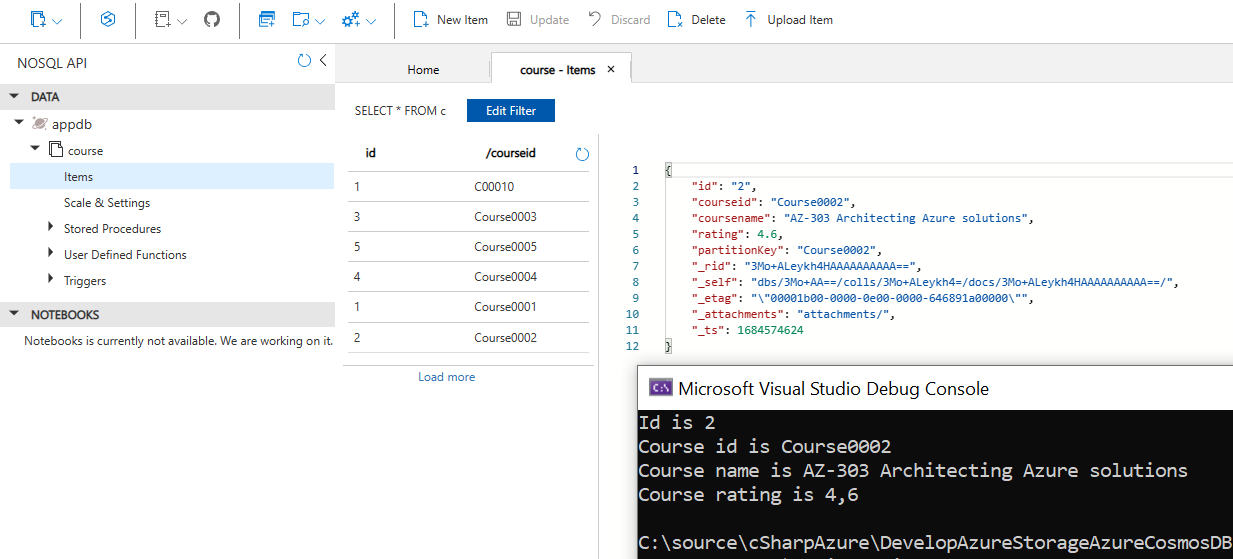 New Item Update Discard Delete Upload Item
NOSQL API
Home course - Items
DATA
SELECT * FROM c Edit Filter
appdb
course
Items
Scale & Settings
Stored Procedures
User Defined Functions
Triggers
NOTEBOOKS
Notebooks is currently not available. We are working on it.
id /courseid
1 C00010
3 Course0003
5 Course0005
4 Course0004
1 Course0001
2 Course0002
Load more
1 {
2 "id": "2",
3 "courseid": "Course0002",
4 "coursename": "AZ-303 Architecting Azure solutions",
5 "rating": 4.6,
6 "partitionKey": "Course0002",
7 "_rid": "3Mo+ALeykh4HAAAAAAAAAA==",
8 "_self": "dbs/3Mo+AA==/colls/3Mo+ALeykh4=/docs/3Mo+ALeykh4HAAAAAAAAAA==/",
9 "_etag": "\"00001b00-0000-0e00-0000-646891a00000\"",
10 "_attachments": "attachments/",
11 "_ts": 1684574624
12 }
C:\ Microsoft Visual Studio Debug Console
Id is 2
Course id is Course0002
Course name is AZ-303 Architecting Azure solutions
Course rating is 4,6
C:\source\cSharpAzure\DevelopAzureStorageAzureCosmosDB